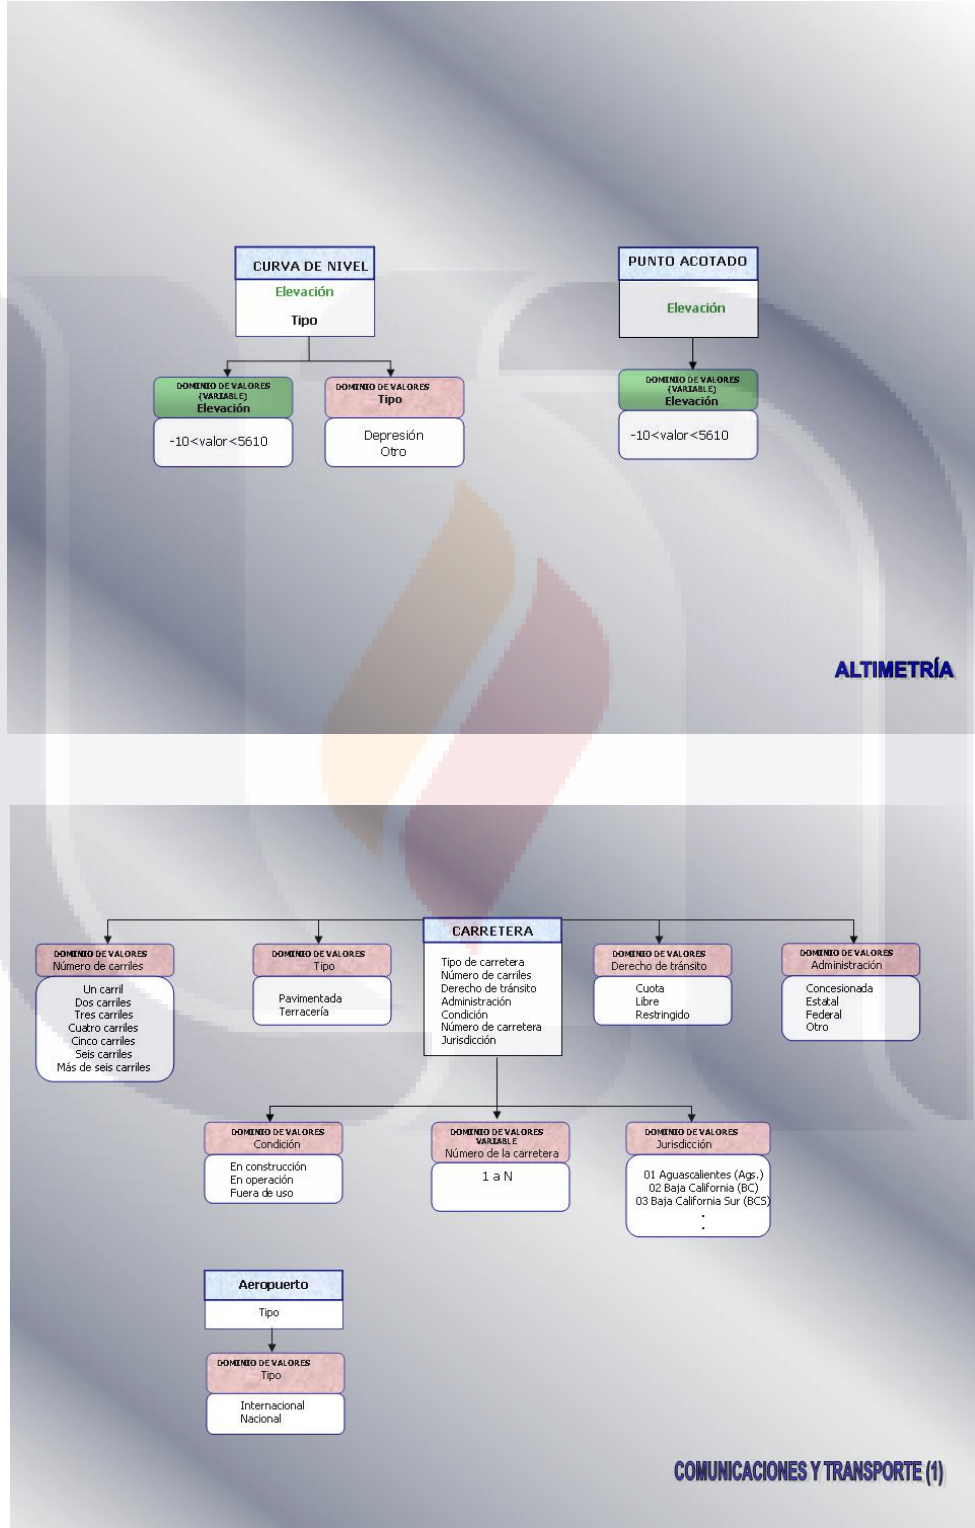 CURVA DE NIVEL
Elevación
Tipo
PUNTO ACOTADO
Elevación
DOMINIO DE VALORES
(VARIABLE)
Elevación
-10<valor<5610
DOMINIO DE VALORES
Tipo
Depresión
Otro
DOMINIO DE VALORES
(VARIABLE)
Elevación
-10<valor<5610
ALTIMETRÍA
CARRETERA
Tipo de carretera
Número de carriles
Derecho de tránsito
Administración
Condición
Número de carretera
Jurisdicción
DOMINIO DE VALORES
Número de carriles
Un carril
Dos carriles
Tres carriles
Cuatro carriles
Cinco carriles
Seis carriles
Más de seis carriles
DOMINIO DE VALORES
Tipo
Pavimentada
Terracería
DOMINIO DE VALORES
Derecho de tránsito
Cuota
Libre
Restringido
DOMINIO DE VALORES
Administración
Concesionada
Estatal
Federal
Otro
DOMINIO DE VALORES
Condición
En construcción
En operación
Fuera de uso
DOMINIO DE VALORES
VARIABLE
Número de la carretera
1 a N
DOMINIO DE VALORES
Jurisdicción
01 Aguascalientes (Ags.)
02 Baja California (BC)
03 Baja California Sur (BCS)
.
.
Aeropuerto
Tipo
DOMINIO DE VALORES
Tipo
Internacional
Nacional
COMUNICACIONES Y TRANSPORTE (1)